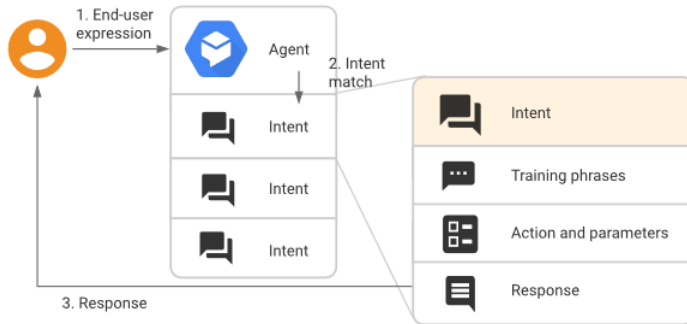 1. End-user
expression
Agent
2. Intent
match
Intent
Intent
Intent
Intent
Training phrases
Action and parameters
Response
3. Response